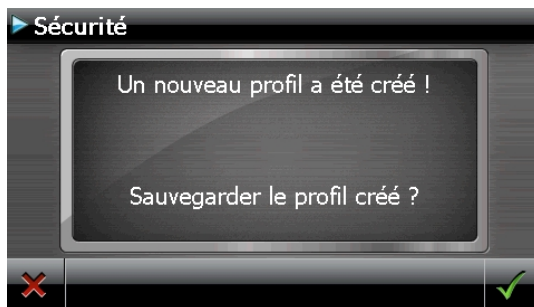 Sécurité
Un nouveau profil a été créé !
Sauvegarder le profil créé ?